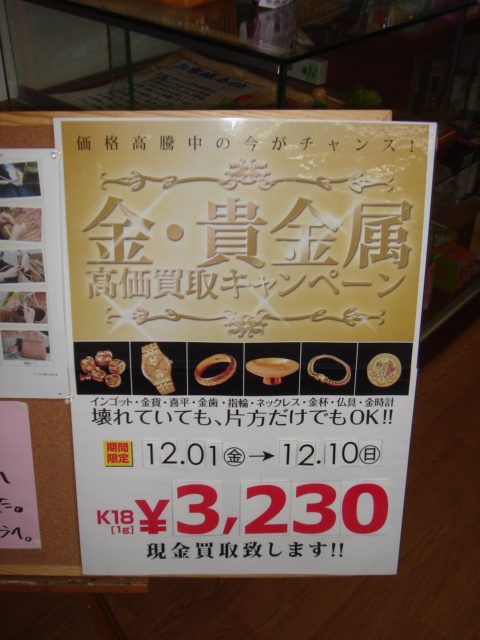 価格高騰中の今がチャンス!
金・貴金属
高価買取キャンペーン
インゴット・金貨・喜平・金歯・指輪・ネックレス・金杯・仏具・金時計
壊れていても、片方だけでもOK!!
期間
限定
12.01㊎→12.10㊐
K18
[1g]
¥3,230
現金買取致します!!